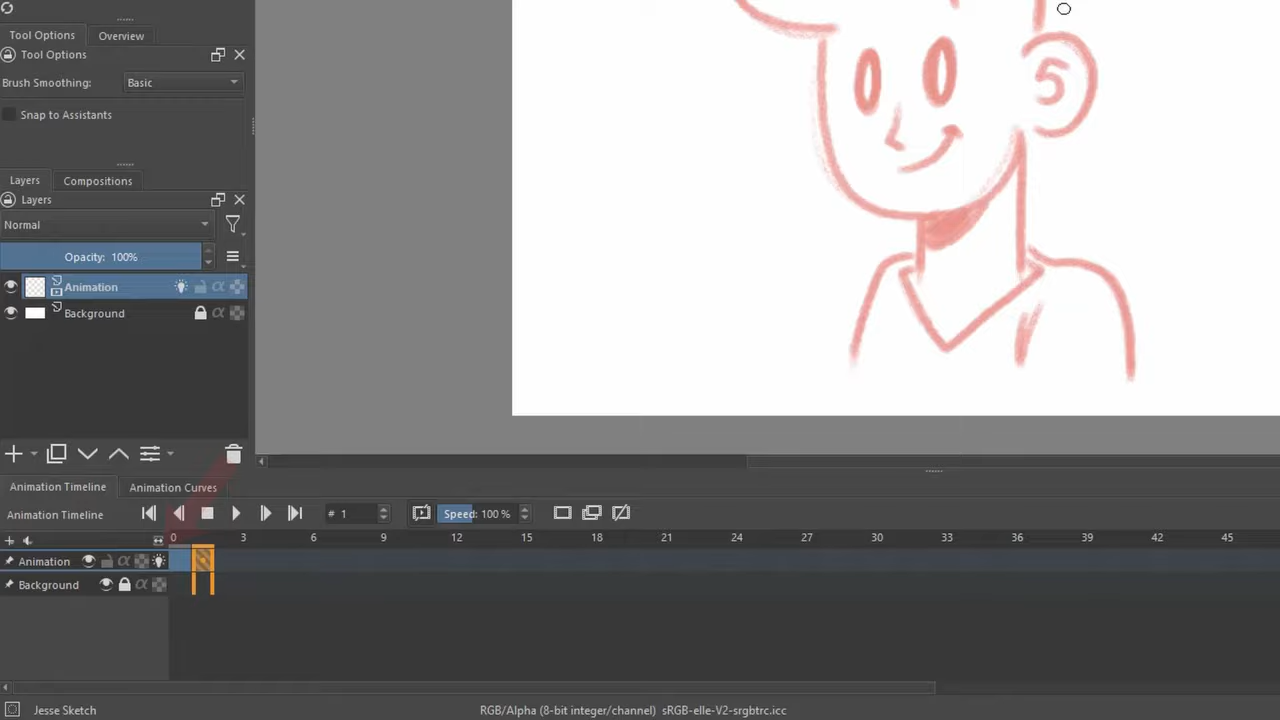 Tool Options Overview
Tool Options
Brush Smoothing: Basic
Snap to Assistants
Layers Compositions
Layers
Normal
Opacity: 100%
Animation
Background
Animation Timeline Animation Curves
Animation Timeline # 1 Speed: 100 %
0 3 6 9 12 15 18 21 24 27 30 33 36 39 42 45
Animation
Background
Jesse Sketch RGB/Alpha (8-bit integer/channel) sRGB-elle-V2-srgbtrc.icc